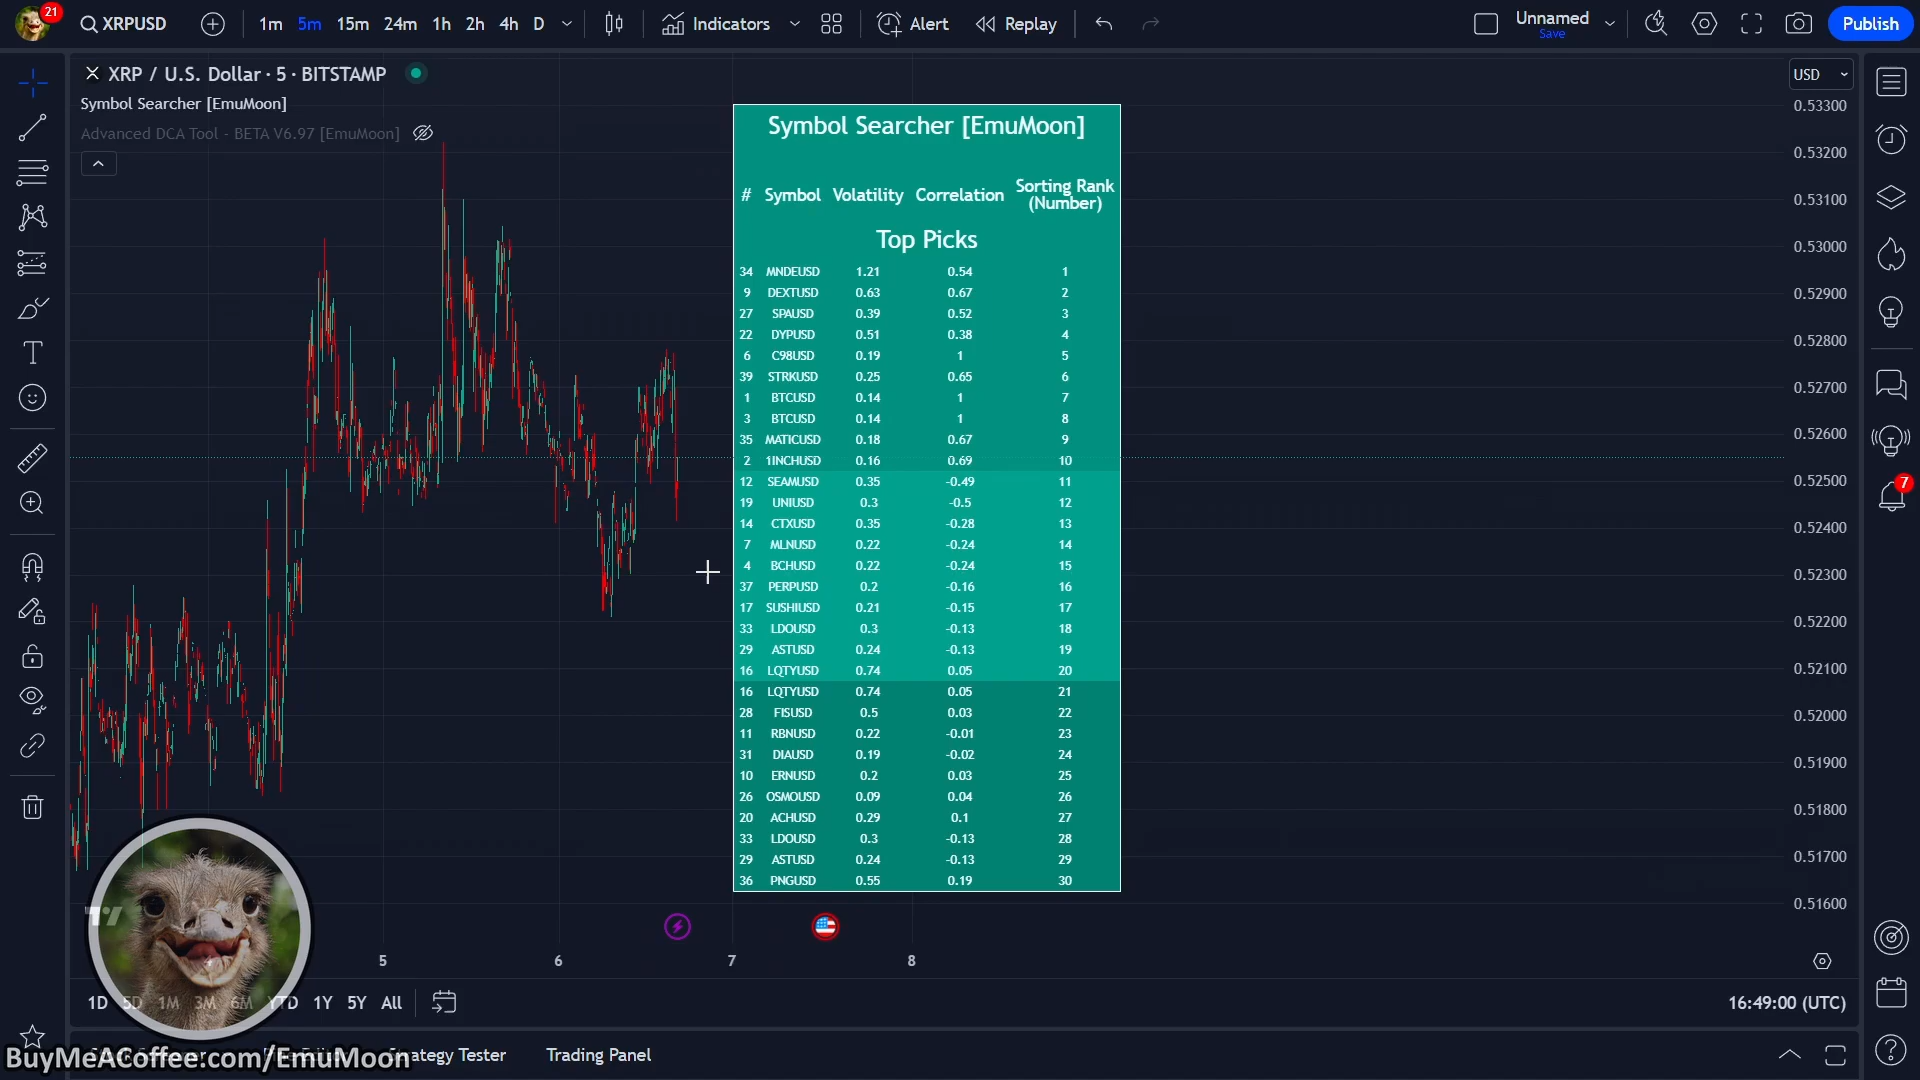 21
XRPUSD
1m 5m 15m 24m 1h 2h 4h D
Indicators
Alert
Replay
Unnamed
Save
Publish
XRP / U.S. Dollar · 5 · BITSTAMP
Symbol Searcher [EmuMoon]
Advanced DCA Tool - BETA V6.97 [EmuMoon]
Symbol Searcher [EmuMoon]
# Symbol Volatility Correlation Sorting Rank (Number)
Top Picks
34 MNDEUSD 1.21 0.54 1
9 DEXTUSD 0.63 0.67 2
27 SPAUSD 0.39 0.52 3
22 DYPUSD 0.51 0.38 4
6 C98USD 0.19 1 5
39 STRKUSD 0.25 0.65 6
1 BTCUSD 0.14 1 7
3 BTCUSD 0.14 1 8
35 MATICUSD 0.18 0.67 9
2 1INCHUSD 0.16 0.69 10
12 SEAMUSD 0.35 -0.49 11
19 UNIUSD 0.3 -0.5 12
14 CTXUSD 0.35 -0.28 13
7 MLNUSD 0.22 -0.24 14
4 BCHUSD 0.22 -0.24 15
37 PERPUSD 0.2 -0.16 16
17 SUSHIUSD 0.21 -0.15 17
33 LDOUSD 0.3 -0.13 18
29 ASTUSD 0.24 -0.13 19
16 LQTYUSD 0.74 0.05 20
16 LQTYUSD 0.74 0.05 21
28 FISUSD 0.5 0.03 22
11 RBNUSD 0.22 -0.01 23
31 DIAUSD 0.19 -0.02 24
10 ERNUSD 0.2 0.03 25
26 OSMOUSD 0.09 0.04 26
20 ACHUSD 0.29 0.1 27
33 LDOUSD 0.3 -0.13 28
29 ASTUSD 0.24 -0.13 29
36 PNGUSD 0.55 0.19 30
USD
0.53300
0.53200
0.53100
0.53000
0.52900
0.52800
0.52700
0.52600
0.52500
0.52400
0.52300
0.52200
0.52100
0.52000
0.51900
0.51800
0.51700
0.51600
7
5 6 7 8
1D 5D 1M 3M 6M YTD 1Y 5Y All
16:49:00 (UTC)
Strategy Tester
Trading Panel
BuyMeACoffee.com/EmuMoon